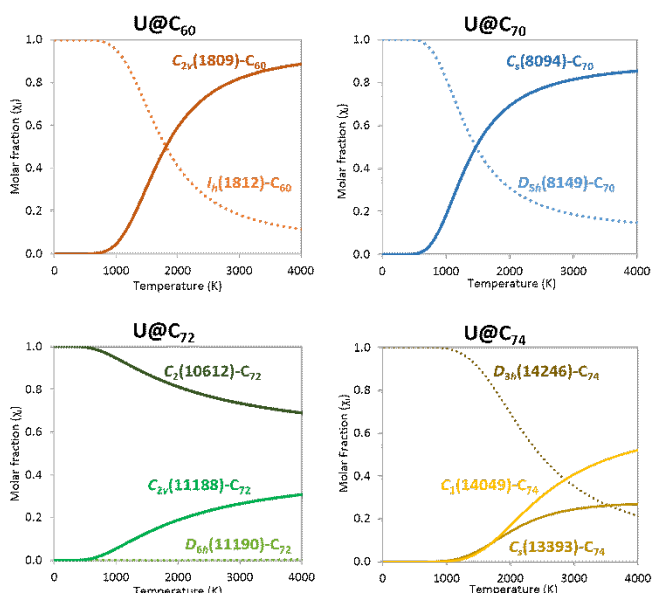 U@C₆₀
1.0
0.8
0.6
0.4
0.2
0.0
Molar fraction (χᵢ)
C₂ᵥ(1809)-C₆₀
Iₕ(1812)-C₆₀
0 1000 2000 3000 4000
Temperature (K)
U@C₇₀
1.0
0.8
0.6
0.4
0.2
0.0
Molar fraction (χᵢ)
Cₛ(8094)-C₇₀
D₅ₕ(8149)-C₇₀
0 1000 2000 3000 4000
Temperature (K)
U@C₇₂
1.0
0.8
0.6
0.4
0.2
0.0
Molar fraction (χᵢ)
C₂(10612)-C₇₂
C₂ᵥ(11188)-C₇₂
D₆ₕ(11190)-C₇₂
0 1000 2000 3000 4000
Temperature (K)
U@C₇₄
1.0
0.8
0.6
0.4
0.2
0.0
Molar fraction (χᵢ)
D₃ₕ(14246)-C₇₄
C₁(14049)-C₇₄
Cₛ(13393)-C₇₄
0 1000 2000 3000 4000
Temperature (K)